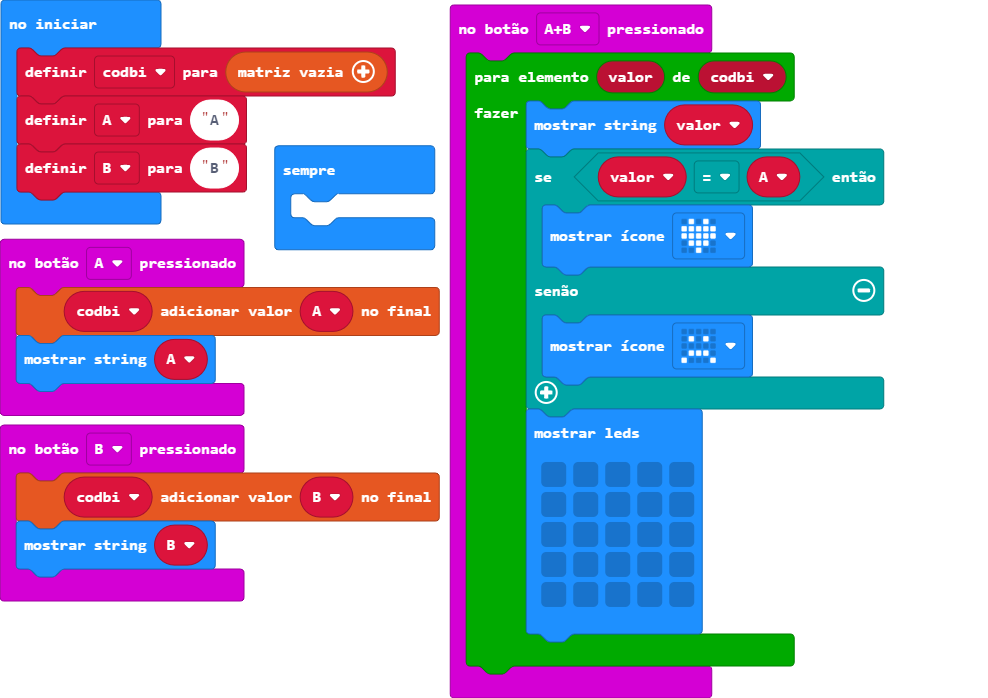 no iniciar
definir codbi para matriz vazia
definir A para "A"
definir B para "B"
sempre
no botão A pressionado
codbi adicionar valor A no final
mostrar string A
no botão B pressionado
codbi adicionar valor B no final
mostrar string B
no botão A+B pressionado
para elemento valor de codbi
fazer
mostrar string valor
se valor = A então
mostrar ícone
senão
mostrar ícone
mostrar leds